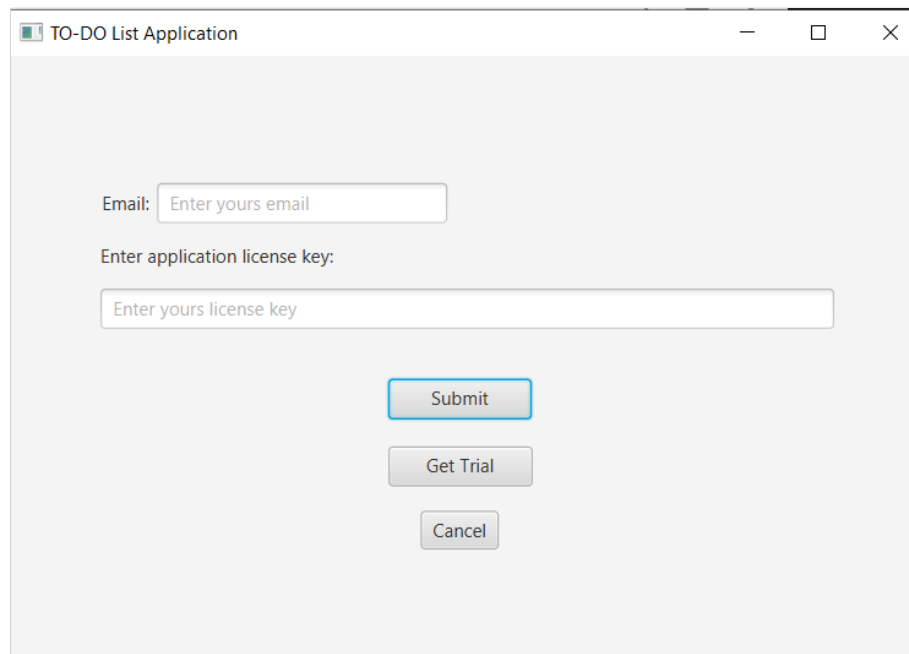 TO-DO List Application
Email: Enter yours email
Enter application license key:
Enter yours license key
Submit
Get Trial
Cancel